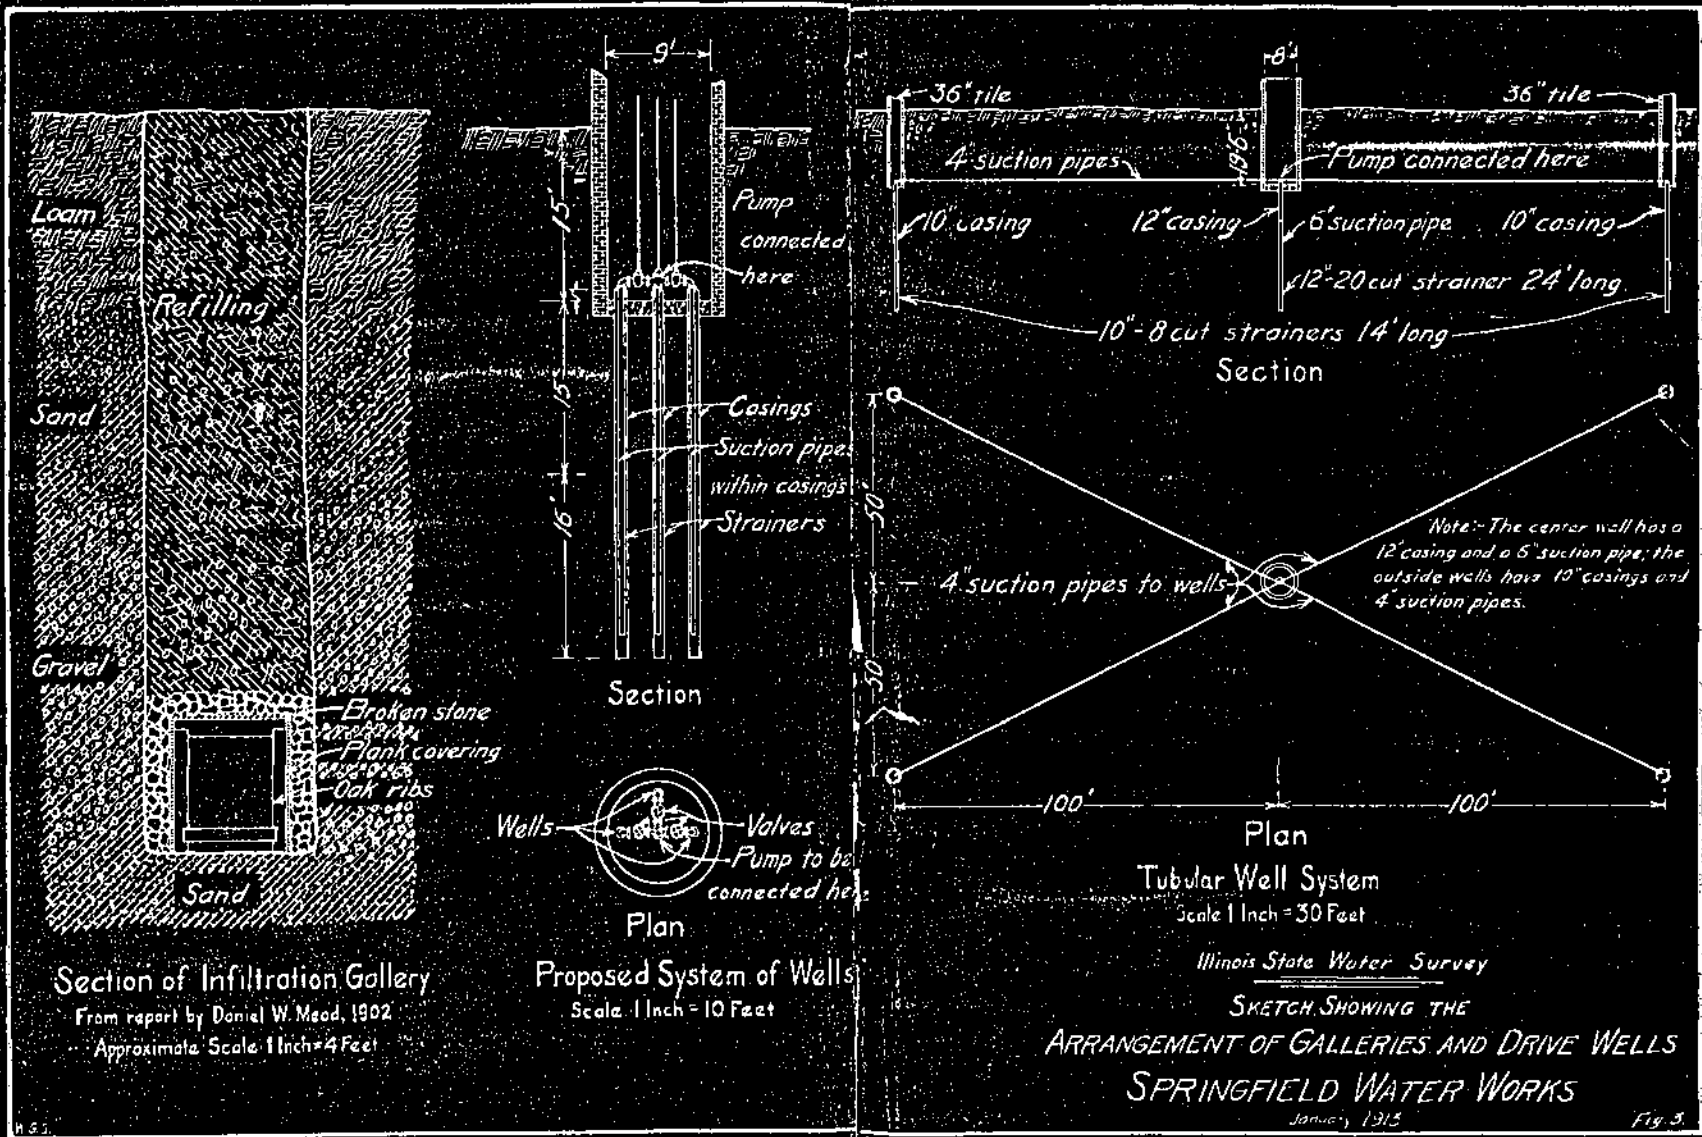 Loam
Refilling
Sand
Gravel
Broken stone
Plank covering
Oak ribs
Sand
Section of Infiltration Gallery
From report by Daniel W. Mead, 1902
Approximate Scale 1 Inch=4 Feet
H.G.S.
9'
15'
15'
16'
Pump
connected
here
Casings
Suction pipes
within casings
Strainers
Section
Wells
Valves
Pump to be
connected
Plan
Proposed System of Wells
Scale 1 Inch = 10 Feet
8'
36" tile
36" tile
4" suction pipes
Pump connected here
10" casing
12" casing
6" suction pipe
10" casing
12"-20 cut strainer 24' long
10"-8 cut strainers 14' long
Section
50'
50'
4" suction pipes to wells
Note:- The center well has a
12" casing and a 6" suction pipe; the
outside wells have 10" casings and
4" suction pipes.
100'
100'
Plan
Tubular Well System
Scale 1 Inch = 30 Feet
Illinois State Water Survey
SKETCH SHOWING THE
ARRANGEMENT OF GALLERIES AND DRIVE WELLS
SPRINGFIELD WATER WORKS
January 1915
Fig. 3.